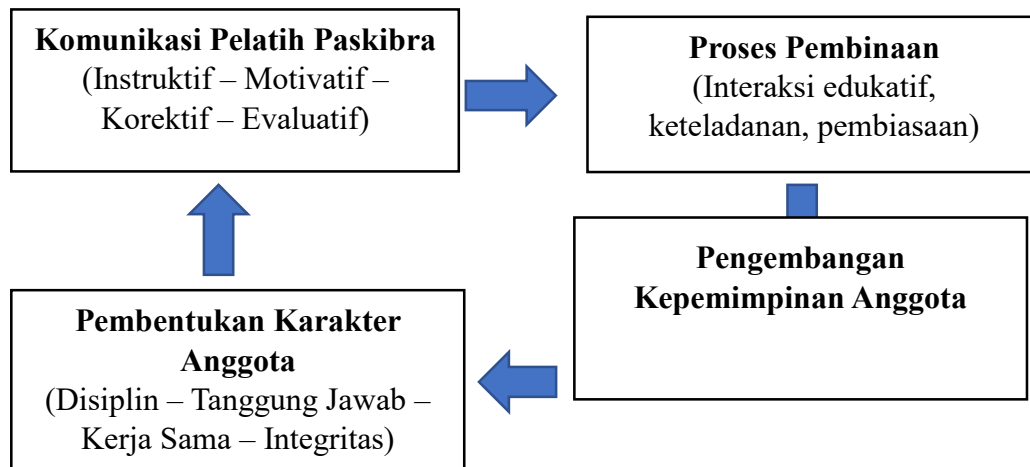 Komunikasi Pelatih Paskibra
(Instruktif – Motivatif –
Korektif – Evaluatif)
Proses Pembinaan
(Interaksi edukatif,
keteladanan, pembiasaan)
Pengembangan
Kepemimpinan Anggota
Pembentukan Karakter
Anggota
(Disiplin – Tanggung Jawab –
Kerja Sama – Integritas)